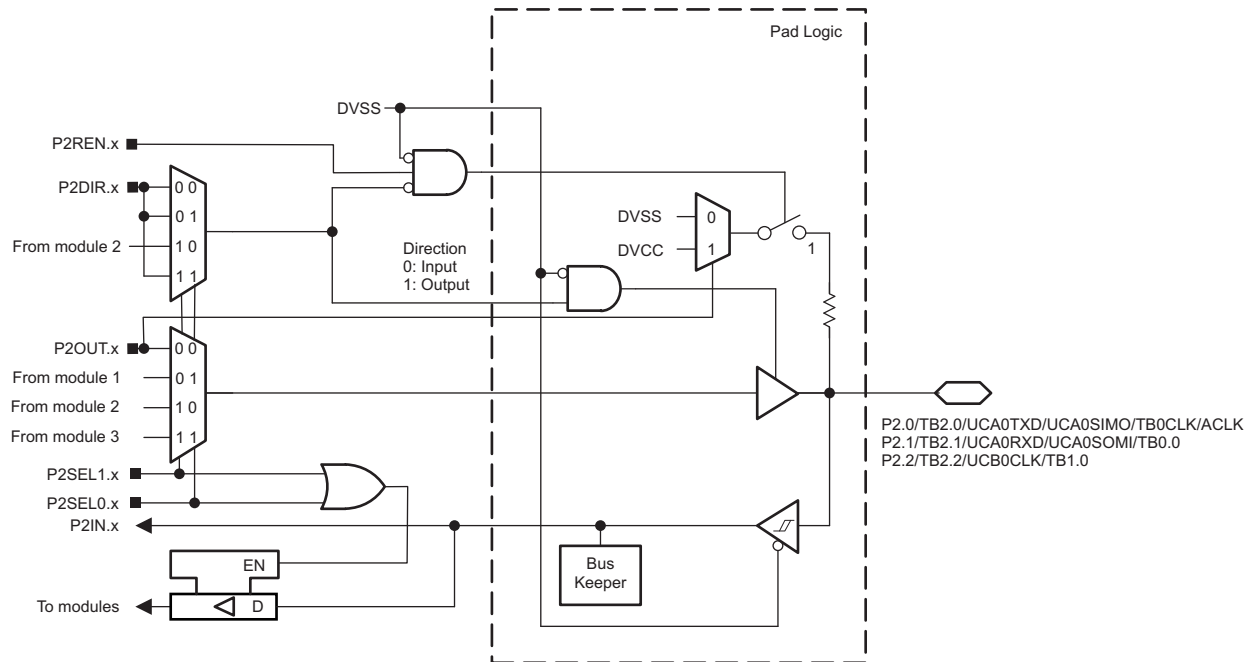 Pad Logic
DVSS
P2REN.x
P2DIR.x
0 0
0 1
From module 2
1 0
1 1
Direction
0: Input
1: Output
DVSS
0
DVCC
1
1
P2OUT.x
0 0
From module 1
0 1
From module 2
1 0
From module 3
1 1
P2.0/TB2.0/UCA0TXD/UCA0SIMO/TB0CLK/ACLK
P2.1/TB2.1/UCA0RXD/UCA0SOMI/TB0.0
P2.2/TB2.2/UCB0CLK/TB1.0
P2SEL1.x
P2SEL0.x
P2IN.x
Bus
Keeper
EN
To modules
D